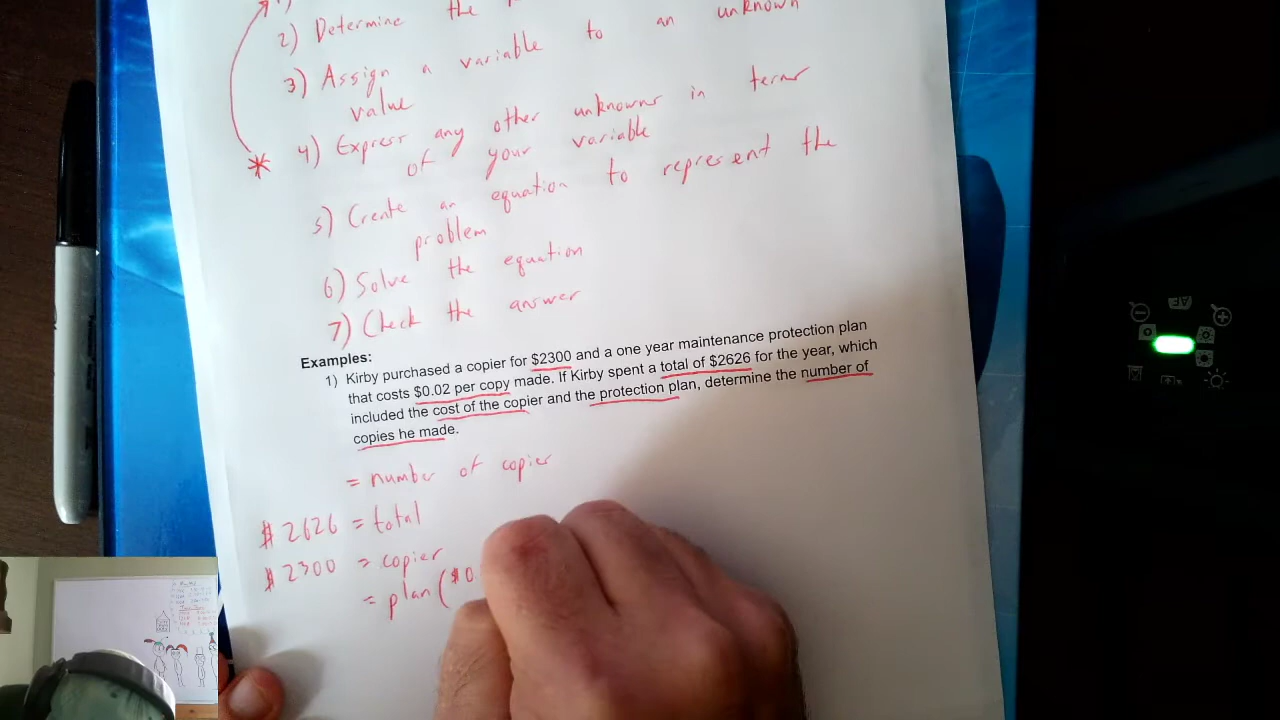 2) Determine the
3) Assign a variable to an unknown
value
4) Express any other unknowns in terms
of your variable
*
5) Create an equation to represent the
problem
6) Solve the equation
7) Check the answer
Examples:
1) Kirby purchased a copier for $2300 and a one year maintenance protection plan
that costs $0.02 per copy made. If Kirby spent a total of $2626 for the year, which
included the cost of the copier and the protection plan, determine the number of
copies he made.
= number of copies
$2626 = total
$2300 = copier
= plan ($0